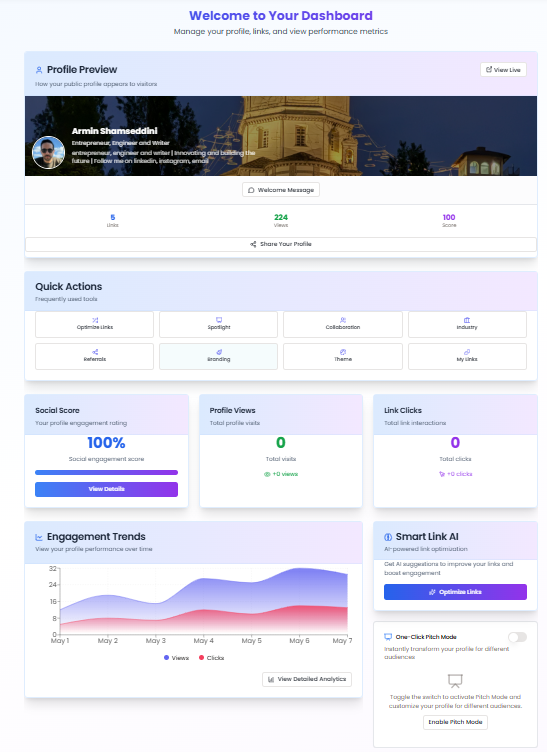 Welcome to Your Dashboard
Manage your profile, links, and view performance metrics
Profile Preview
View Live
How your public profile appears to visitors
Armin Shamseddini
Entrepreneur, Engineer and Writer
entrepreneur, engineer and writer | Innovating and building the
future | Follow me on linkedin, instagram, email
Welcome Message
5
Links
224
Views
100
Score
Share Your Profile
Quick Actions
Frequently used tools
Optimize Links
Spotlight
Collaboration
Industry
Referrals
Branding
Theme
My Links
Social Score
Your profile engagement rating
100%
Social engagement score
View Details
Profile Views
Total profile visits
0
Total visits
+0 views
Link Clicks
Total link interactions
0
Total clicks
+0 clicks
Engagement Trends
View your profile performance over time
32
24
16
8
0
May 1 May 2 May 3 May 4 May 5 May 6 May 7
Views Clicks
View Detailed Analytics
Smart Link AI
AI-powered link optimization
Get AI suggestions to improve your links and
boost engagement
Optimize Links
One-Click Pitch Mode
Instantly transform your profile for different
audiences
Toggle the switch to activate Pitch Mode and
customize your profile for different audiences.
Enable Pitch Mode